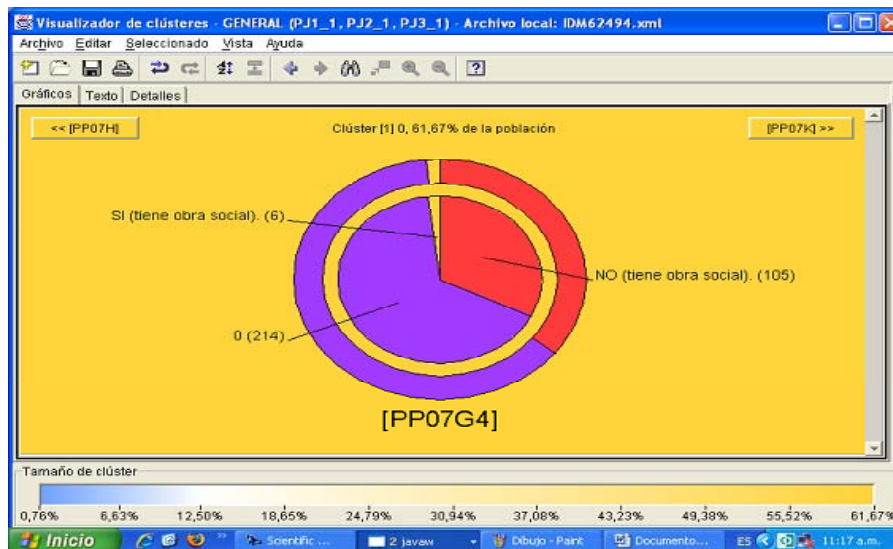 Visualizador de clústeres - GENERAL (PJ1_1, PJ2_1, PJ3_1) - Archivo local: IDM62494.xml
Archivo Editar Seleccionado Vista Ayuda
Gráficos Texto Detalles
<< [PP07H] Clúster [1] 0, 61,67% de la población [PP07K] >>
SI (tiene obra social). (6)
NO (tiene obra social). (105)
0 (214)
[PP07G4]
Tamaño de clúster
0,76% 6,63% 12,50% 18,65% 24,79% 30,94% 37,08% 43,23% 49,38% 55,52% 61,67%
Inicio Scientific ... 2 javaw Dibujo - Paint Documento... ES 11:17 a.m.